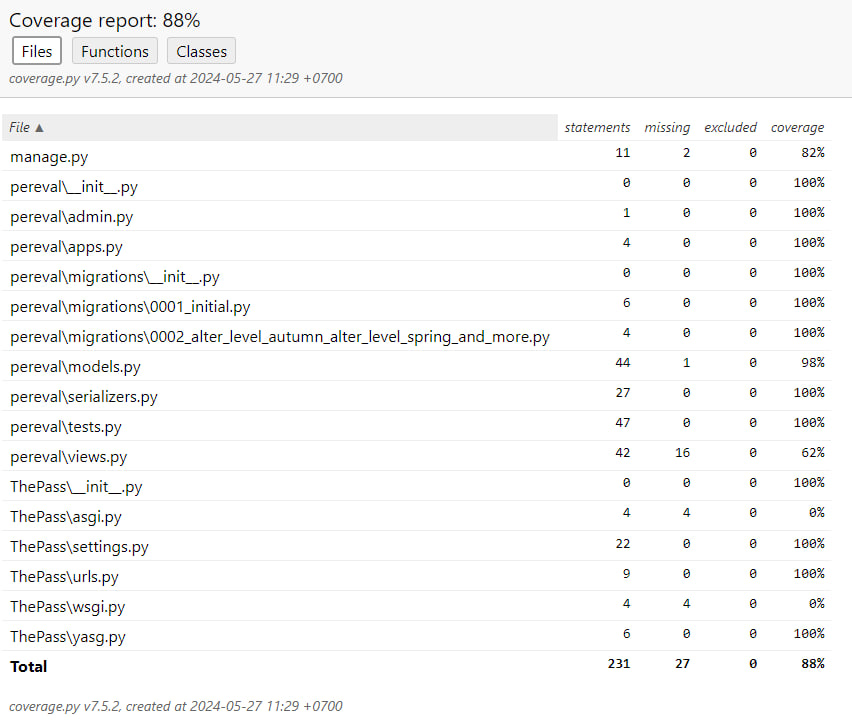 Coverage report: 88%
Files Functions Classes
coverage.py v7.5.2, created at 2024-05-27 11:29 +0700
File ▲ statements missing excluded coverage
manage.py 11 2 0 82%
pereval\__init__.py 0 0 0 100%
pereval\admin.py 1 0 0 100%
pereval\apps.py 4 0 0 100%
pereval\migrations\__init__.py 0 0 0 100%
pereval\migrations\0001_initial.py 6 0 0 100%
pereval\migrations\0002_alter_level_autumn_alter_level_spring_and_more.py 4 0 0 100%
pereval\models.py 44 1 0 98%
pereval\serializers.py 27 0 0 100%
pereval\tests.py 47 0 0 100%
pereval\views.py 42 16 0 62%
ThePass\__init__.py 0 0 0 100%
ThePass\asgi.py 4 4 0 0%
ThePass\settings.py 22 0 0 100%
ThePass\urls.py 9 0 0 100%
ThePass\wsgi.py 4 4 0 0%
ThePass\yasg.py 6 0 0 100%
Total 231 27 0 88%
coverage.py v7.5.2, created at 2024-05-27 11:29 +0700